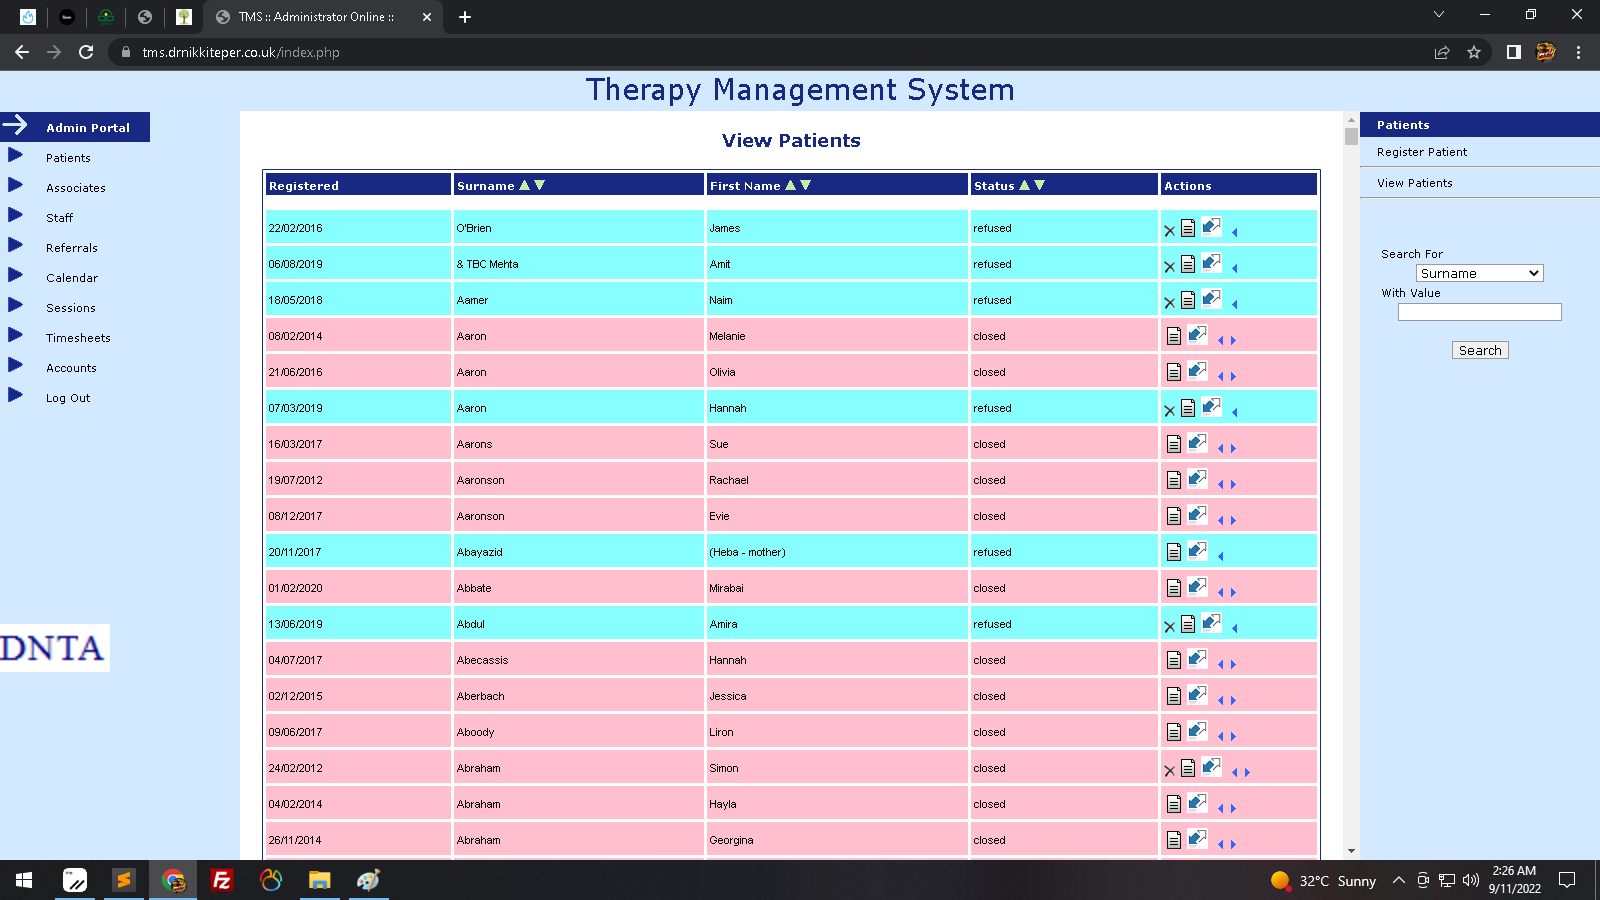 TMS :: Administrator Online ::
tms.drnikkiteper.co.uk/index.php
Therapy Management System
Admin Portal
Patients
Associates
Staff
Referrals
Calendar
Sessions
Timesheets
Accounts
Log Out
DNTA
View Patients
Registered Surname First Name Status Actions
22/02/2016 O'Brien James refused
06/08/2019 & TBC Mehta Amit refused
18/05/2018 Aamer Naim refused
08/02/2014 Aaron Melanie closed
21/06/2016 Aaron Olivia closed
07/03/2019 Aaron Hannah refused
16/03/2017 Aarons Sue closed
19/07/2012 Aaronson Rachael closed
08/12/2017 Aaronson Evie closed
20/11/2017 Abayazid (Heba - mother) refused
01/02/2020 Abbate Mirabai closed
13/06/2019 Abdul Amira refused
04/07/2017 Abecassis Hannah closed
02/12/2015 Aberbach Jessica closed
09/06/2017 Aboody Liron closed
24/02/2012 Abraham Simon closed
04/02/2014 Abraham Hayla closed
26/11/2014 Abraham Georgina closed
Patients
Register Patient
View Patients
Search For
Surname
With Value
Search
32°C Sunny
2:26 AM
9/11/2022